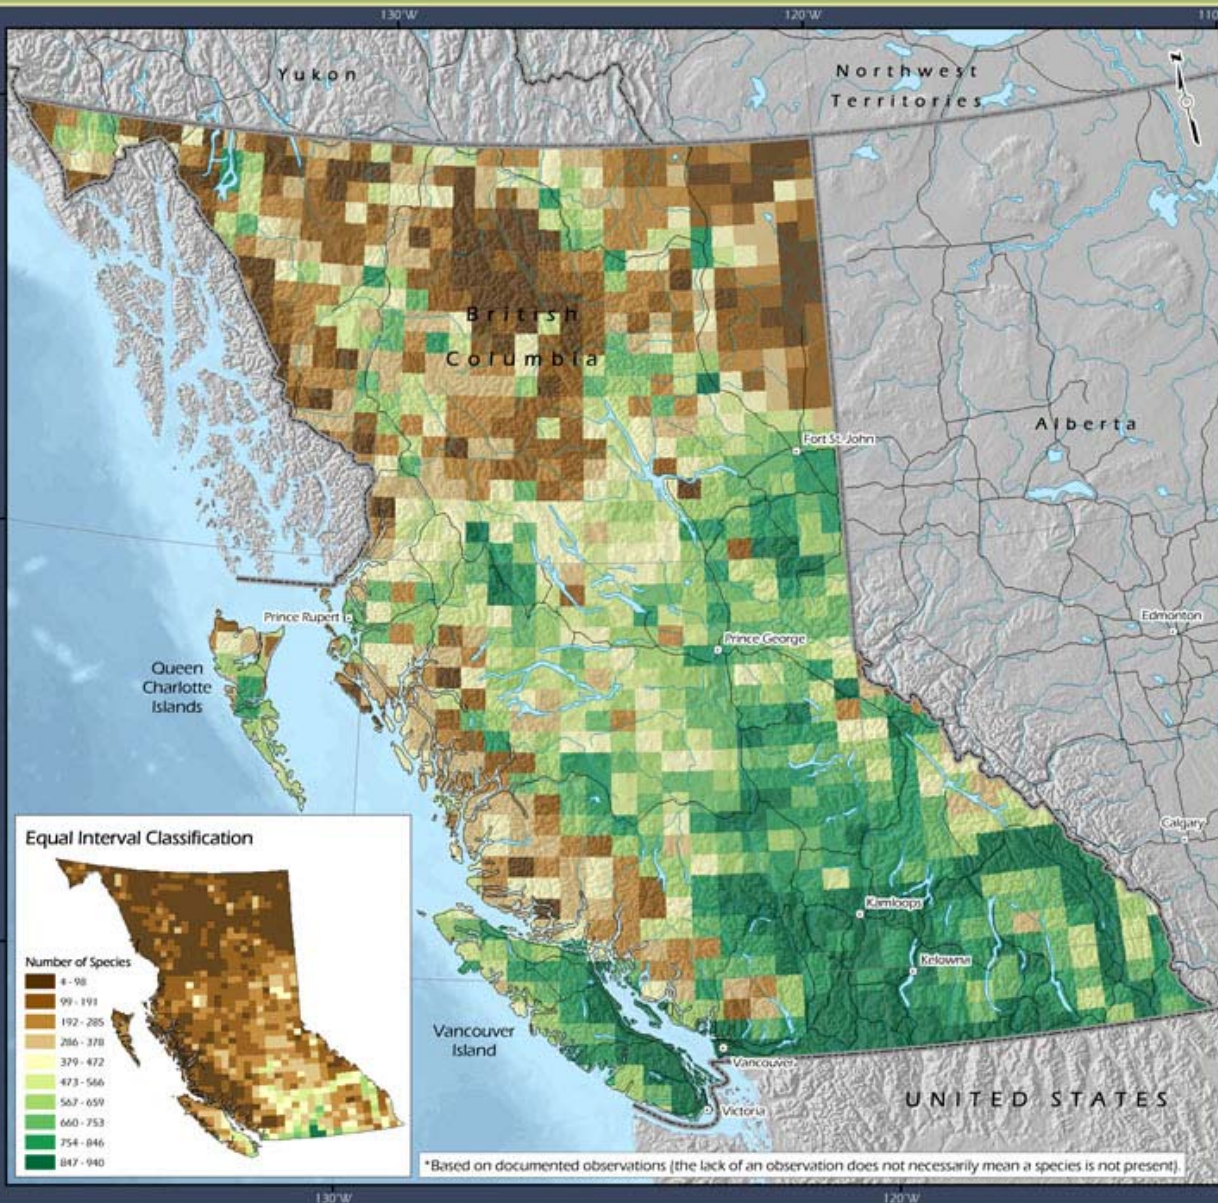 130°W
120°W
110
Yukon
Northwest
Territories
N
British
Columbia
Alberta
Fort St. John
Edmonton
Prince Rupert
Prince George
Queen
Charlotte
Islands
Calgary
Kamloops
Kelowna
Vancouver
Island
Vancouver
Victoria
UNITED STATES
Equal Interval Classification
Number of Species
4 - 98
99 - 191
192 - 285
286 - 378
379 - 472
473 - 566
567 - 659
660 - 753
754 - 846
847 - 940
*Based on documented observations (the lack of an observation does not necessarily mean a species is not present).
130°W
120°W